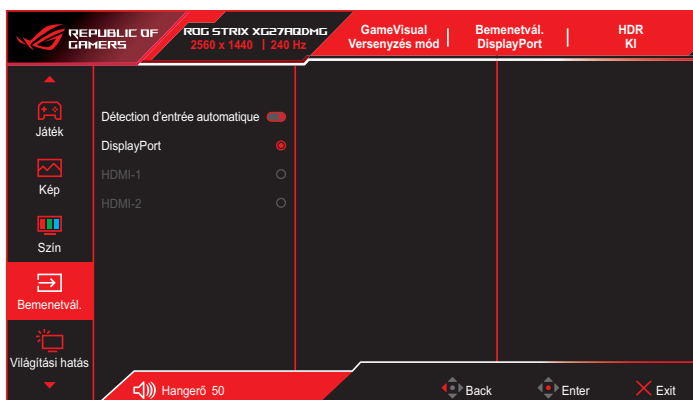 REPUBLIC OF
GAMERS
ROG STRIX XG27AQDMG
2560 x 1440 | 240 Hz
GameVisual
Versenyzés mód
Bemenetvál.
DisplayPort
HDR
KI
Játék
Kép
Szín
Bemenetvál.
Világítási hatás
Détection d'entrée automatique
DisplayPort
HDMI-1
HDMI-2
Hangerő 50
Back
Enter
Exit